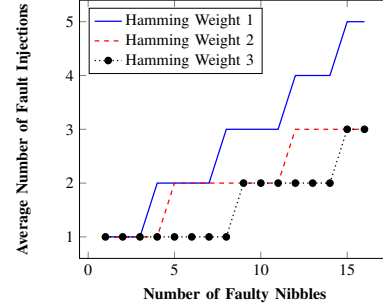 Average Number of Fault Injections
5
4
3
2
1
Hamming Weight 1
Hamming Weight 2
Hamming Weight 3
0 5 10 15
Number of Faulty Nibbles